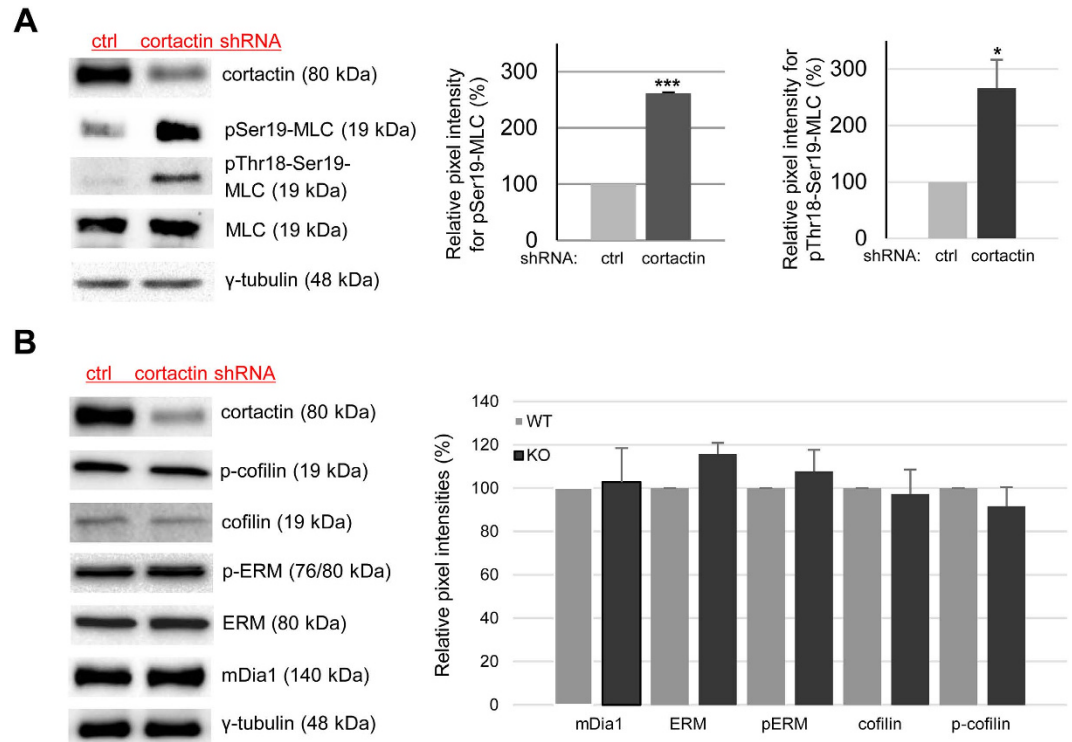 A
ctrl cortactin shRNA
cortactin (80 kDa)
pSer19-MLC (19 kDa)
pThr18-Ser19-
MLC (19 kDa)
MLC (19 kDa)
γ-tubulin (48 kDa)
Relative pixel intensity
for pSer19-MLC (%)
300
200
100
0
***
shRNA: ctrl cortactin
Relative pixel intensity for
pThr18-Ser19-MLC (%)
300
200
100
0
*
shRNA: ctrl cortactin
B
ctrl cortactin shRNA
cortactin (80 kDa)
p-cofilin (19 kDa)
cofilin (19 kDa)
p-ERM (76/80 kDa)
ERM (80 kDa)
mDia1 (140 kDa)
γ-tubulin (48 kDa)
Relative pixel intensities (%)
140
120
100
80
60
40
20
0
WT
KO
mDia1 ERM pERM cofilin p-cofilin